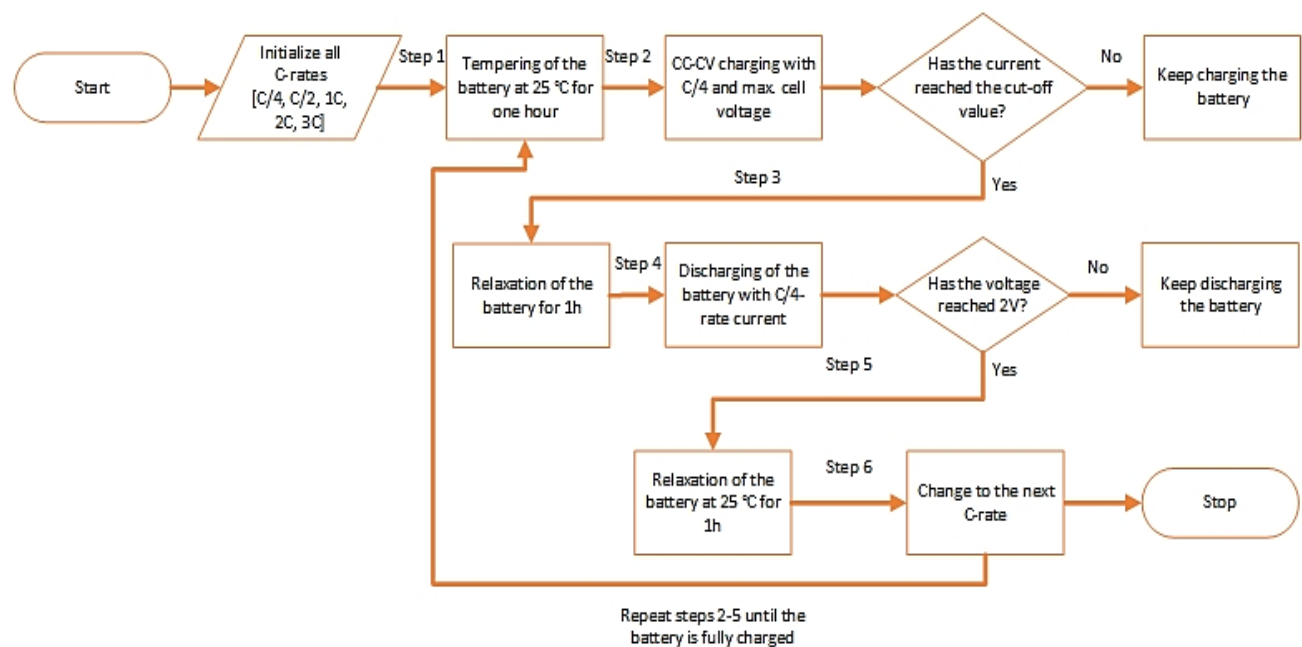 Start
Initialize all
C-rates
[C/4, C/2, 1C,
2C, 3C]
Step 1
Tempering of the
battery at 25 °C for
one hour
Step 2
CC-CV charging with
C/4 and max. cell
voltage
Has the current
reached the cut-off
value?
No
Keep charging the
battery
Yes
Step 3
Relaxation of the
battery for 1h
Step 4
Discharging of the
battery with C/4-
rate current
Has the voltage
reached 2V?
No
Keep discharging
the battery
Yes
Step 5
Relaxation of the
battery at 25 °C for
1h
Step 6
Change to the next
C-rate
Stop
Repeat steps 2-5 until the
battery is fully charged